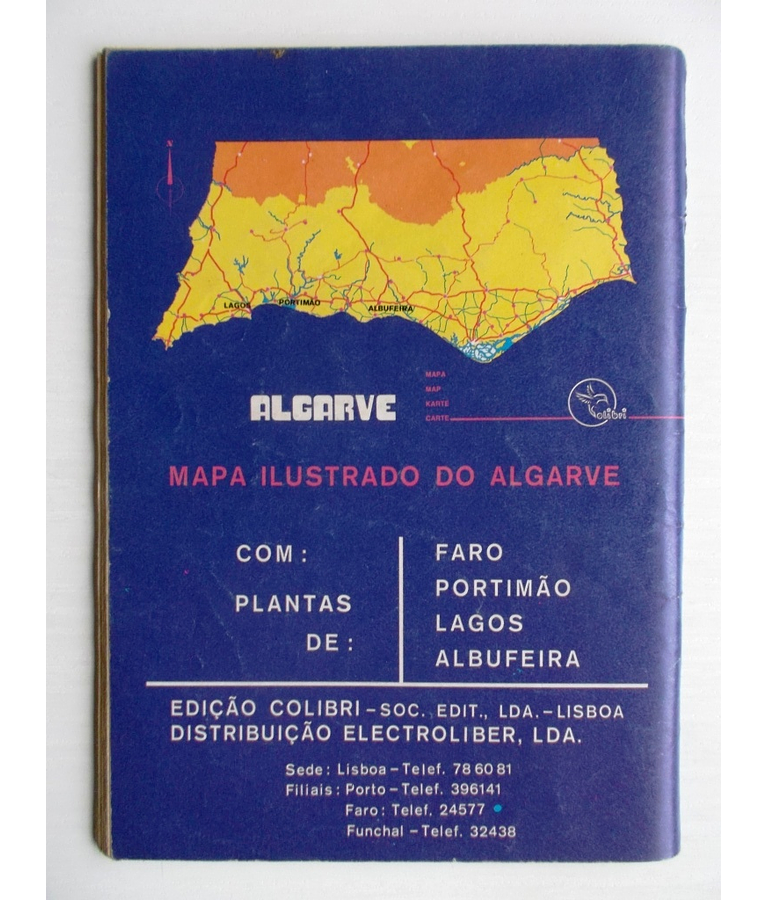 N
LAGOS
PORTIMÃO
ALBUFEIRA
ALGARVE
MAPA
MAP
KARTE
CARTE
Colibri
MAPA ILUSTRADO DO ALGARVE
COM:
PLANTAS
DE:
FARO
PORTIMÃO
LAGOS
ALBUFEIRA
EDIÇÃO COLIBRI – SOC. EDIT., LDA. – LISBOA
DISTRIBUIÇÃO ELECTROLIBER, LDA.
Sede: Lisboa – Telef. 78 60 81
Filiais: Porto – Telef. 396141
Faro: Telef. 24577
Funchal – Telef. 32438